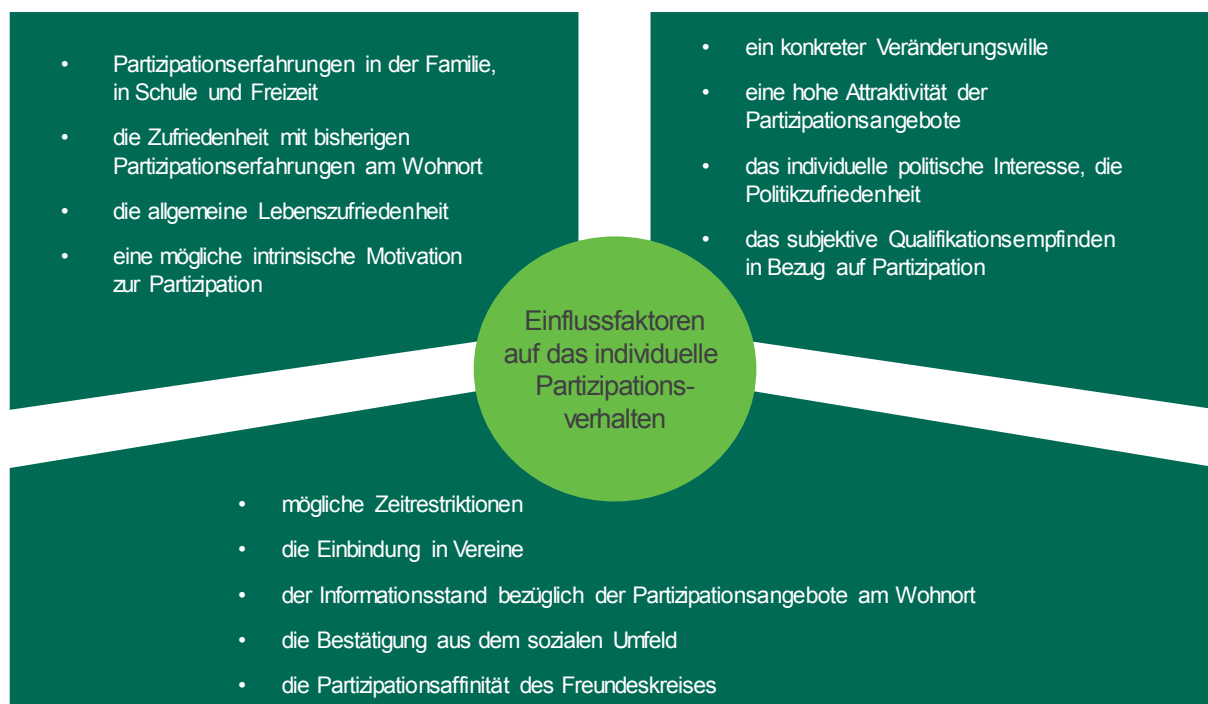 • Partizipationserfahrungen in der Familie,
in Schule und Freizeit
• die Zufriedenheit mit bisherigen
Partizipationserfahrungen am Wohnort
• die allgemeine Lebenszufriedenheit
• eine mögliche intrinsische Motivation
zur Partizipation
• ein konkreter Veränderungswille
• eine hohe Attraktivität der
Partizipationsangebote
• das individuelle politische Interesse, die
Politikzufriedenheit
• das subjektive Qualifikationsempfinden
in Bezug auf Partizipation
Einflussfaktoren
auf das individuelle
Partizipations-
verhalten
• mögliche Zeitrestriktionen
• die Einbindung in Vereine
• der Informationsstand bezüglich der Partizipationsangebote am Wohnort
• die Bestätigung aus dem sozialen Umfeld
• die Partizipationsaffinität des Freundeskreises